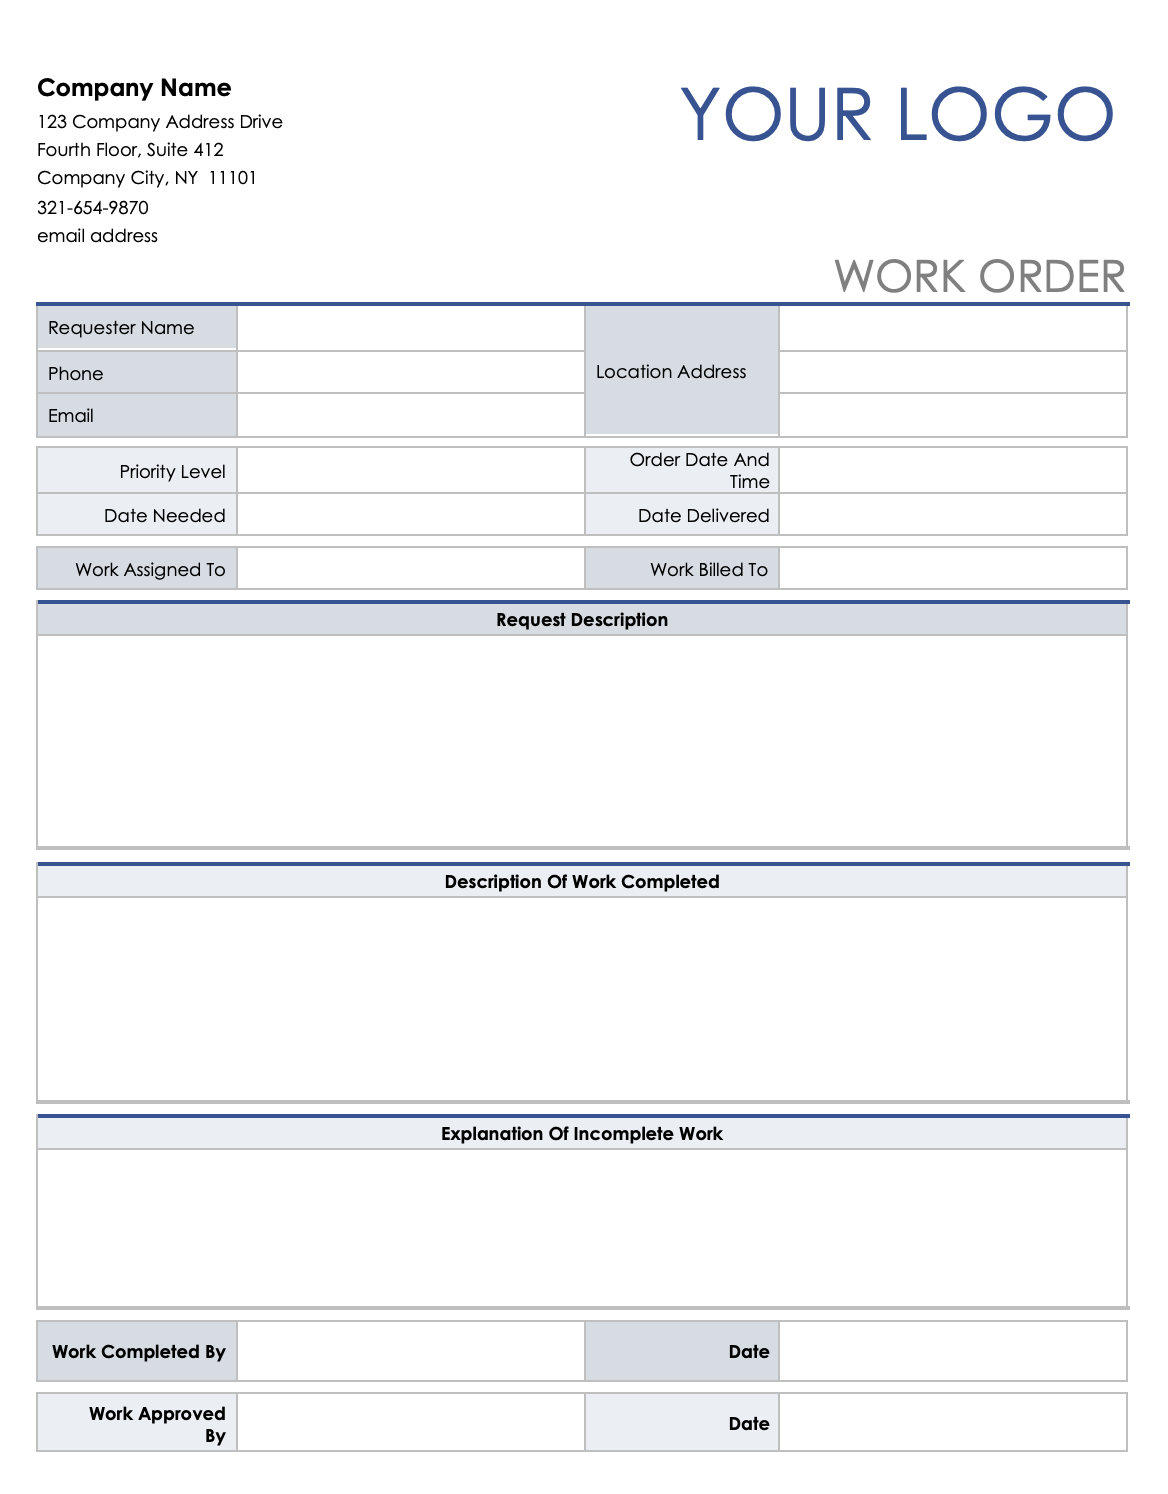 Company Name
123 Company Address Drive
Fourth Floor, Suite 412
Company City, NY  11101
321-654-9870
email address
YOUR LOGO
WORK ORDER
Requester Name
Phone
Email
Location Address
Priority Level
Order Date And
Time
Date Needed
Date Delivered
Work Assigned To
Work Billed To
Request Description
Description Of Work Completed
Explanation Of Incomplete Work
Work Completed By
Date
Work Approved
By
Date